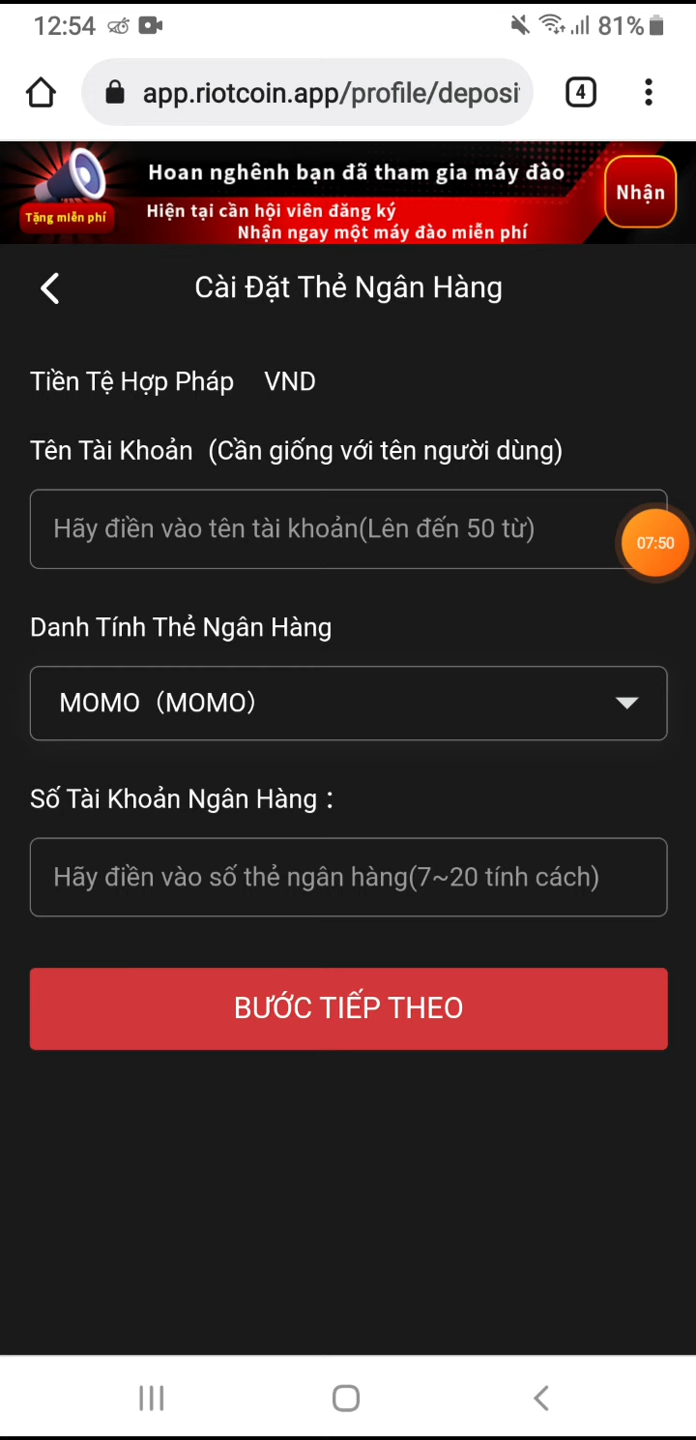 12:54
81%
app.riotcoin.app/profile/deposi
4
Hoan nghênh bạn đã tham gia máy đào
Tặng miễn phí
Hiện tại cần hội viên đăng ký
Nhận ngay một máy đào miễn phí
Nhận
Cài Đặt Thẻ Ngân Hàng
Tiền Tệ Hợp Pháp VND
Tên Tài Khoản (Cần giống với tên người dùng)
Hãy điền vào tên tài khoản(Lên đến 50 từ)
07:50
Danh Tính Thẻ Ngân Hàng
MOMO（MOMO）
Số Tài Khoản Ngân Hàng：
Hãy điền vào số thẻ ngân hàng(7~20 tính cách)
BƯỚC TIẾP THEO